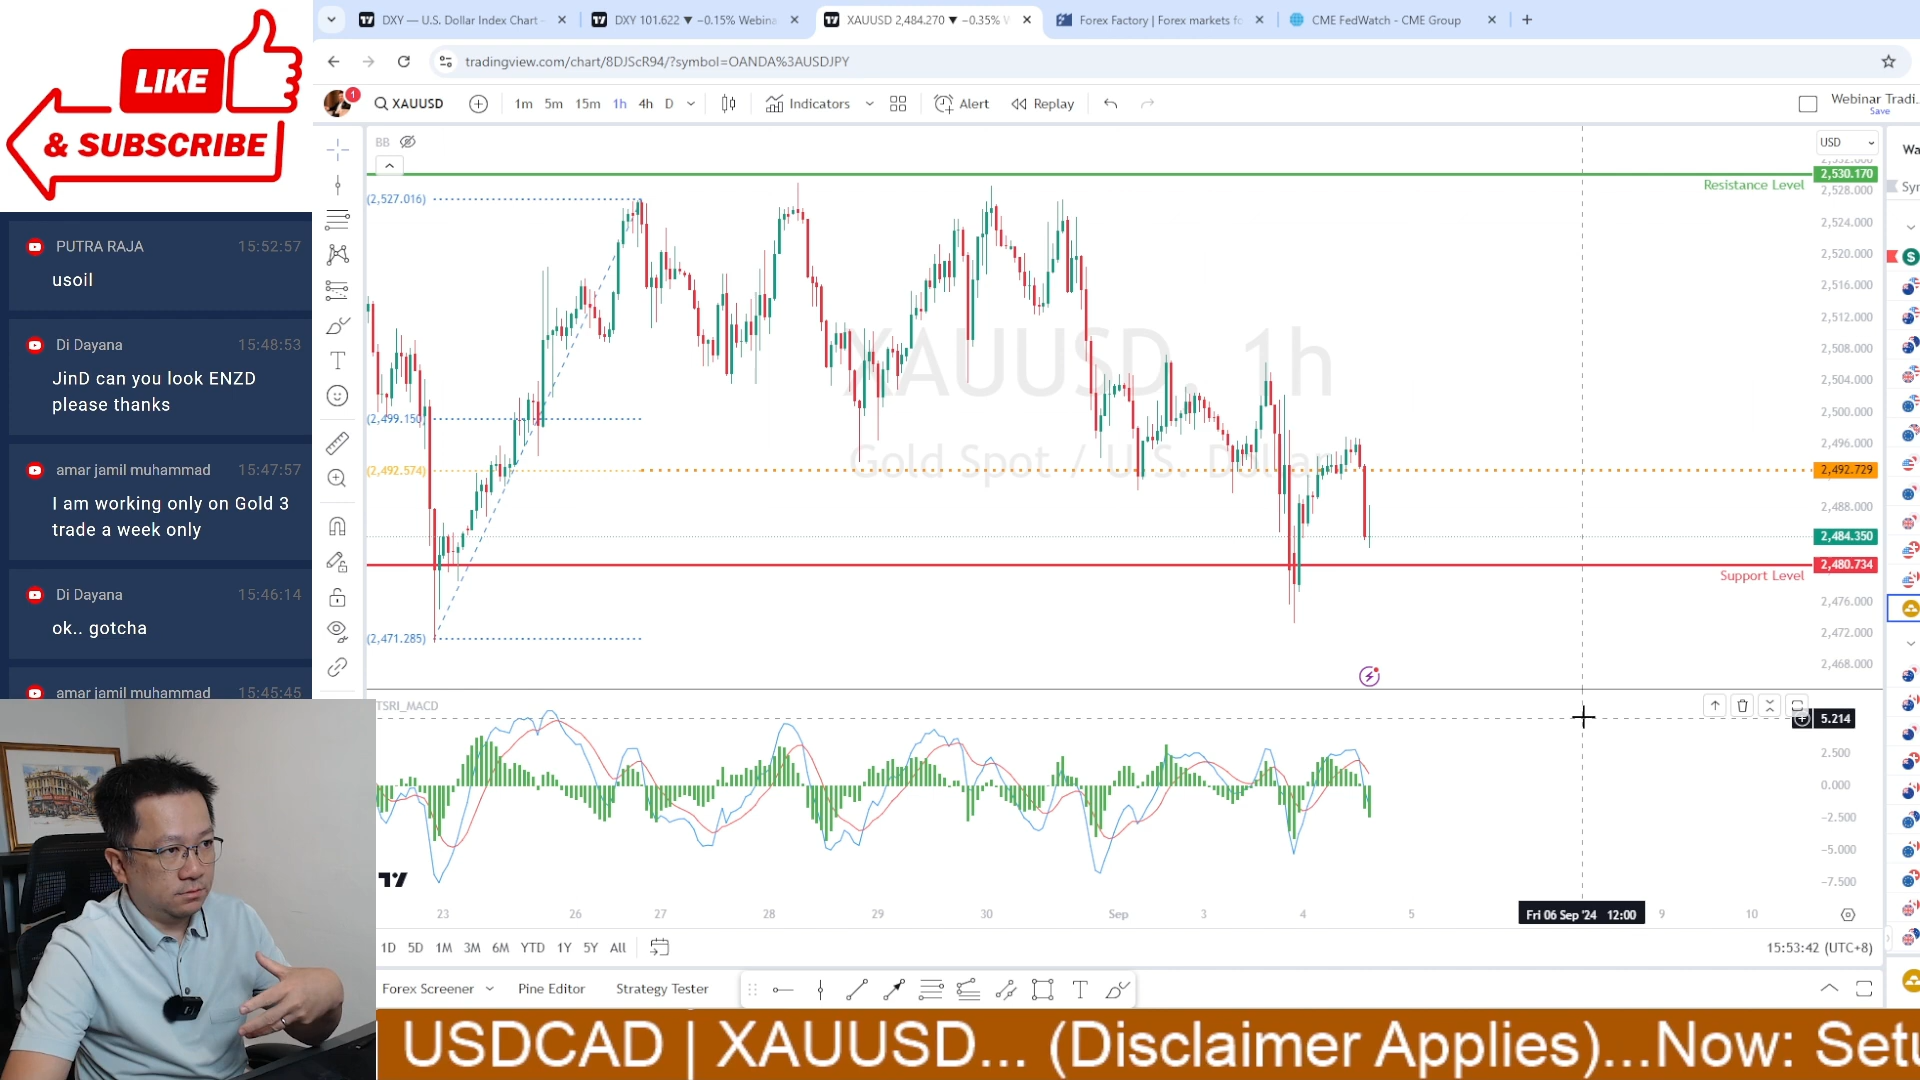 LIKE
& SUBSCRIBE
PUTRA RAJA 15:52:57
usoil
Di Dayana 15:48:53
JinD can you look ENZD
please thanks
amar jamil muhammad 15:47:57
I am working only on Gold 3
trade a week only
Di Dayana 15:46:14
ok.. gotcha
amar jamil muhammad 15:45:45
DXY — U.S. Dollar Index Chart
DXY 101.622 ▼ −0.15% Webina
XAUUSD 2,484.270 ▼ −0.35%
Forex Factory | Forex markets fo
CME FedWatch - CME Group
tradingview.com/chart/8DJScR94/?symbol=OANDA%3AUSDJPY
1
XAUUSD
1m 5m 15m 1h 4h D
Indicators
Alert
Replay
Webinar Tradi...
Save
BB
USD
Wa
Syr
XAUUSD, 1h
Gold Spot / U.S. Dollar
Resistance Level
Support Level
(2,527.016)
(2,499.150)
(2,492.574)
(2,471.285)
2,530.170
2,528.000
2,524.000
2,520.000
2,516.000
2,512.000
2,508.000
2,504.000
2,500.000
2,496.000
2,492.729
2,488.000
2,484.350
2,480.734
2,476.000
2,472.000
2,468.000
TSRI_MACD
5.214
2.500
0.000
−2.500
−5.000
−7.500
23 26 27 28 29 30 Sep 3 4 5 Fri 06 Sep '24 12:00 9 10
1D 5D 1M 3M 6M YTD 1Y 5Y All
15:53:42 (UTC+8)
Forex Screener Pine Editor Strategy Tester
USDCAD | XAUUSD... (Disclaimer Applies)...Now: Setu